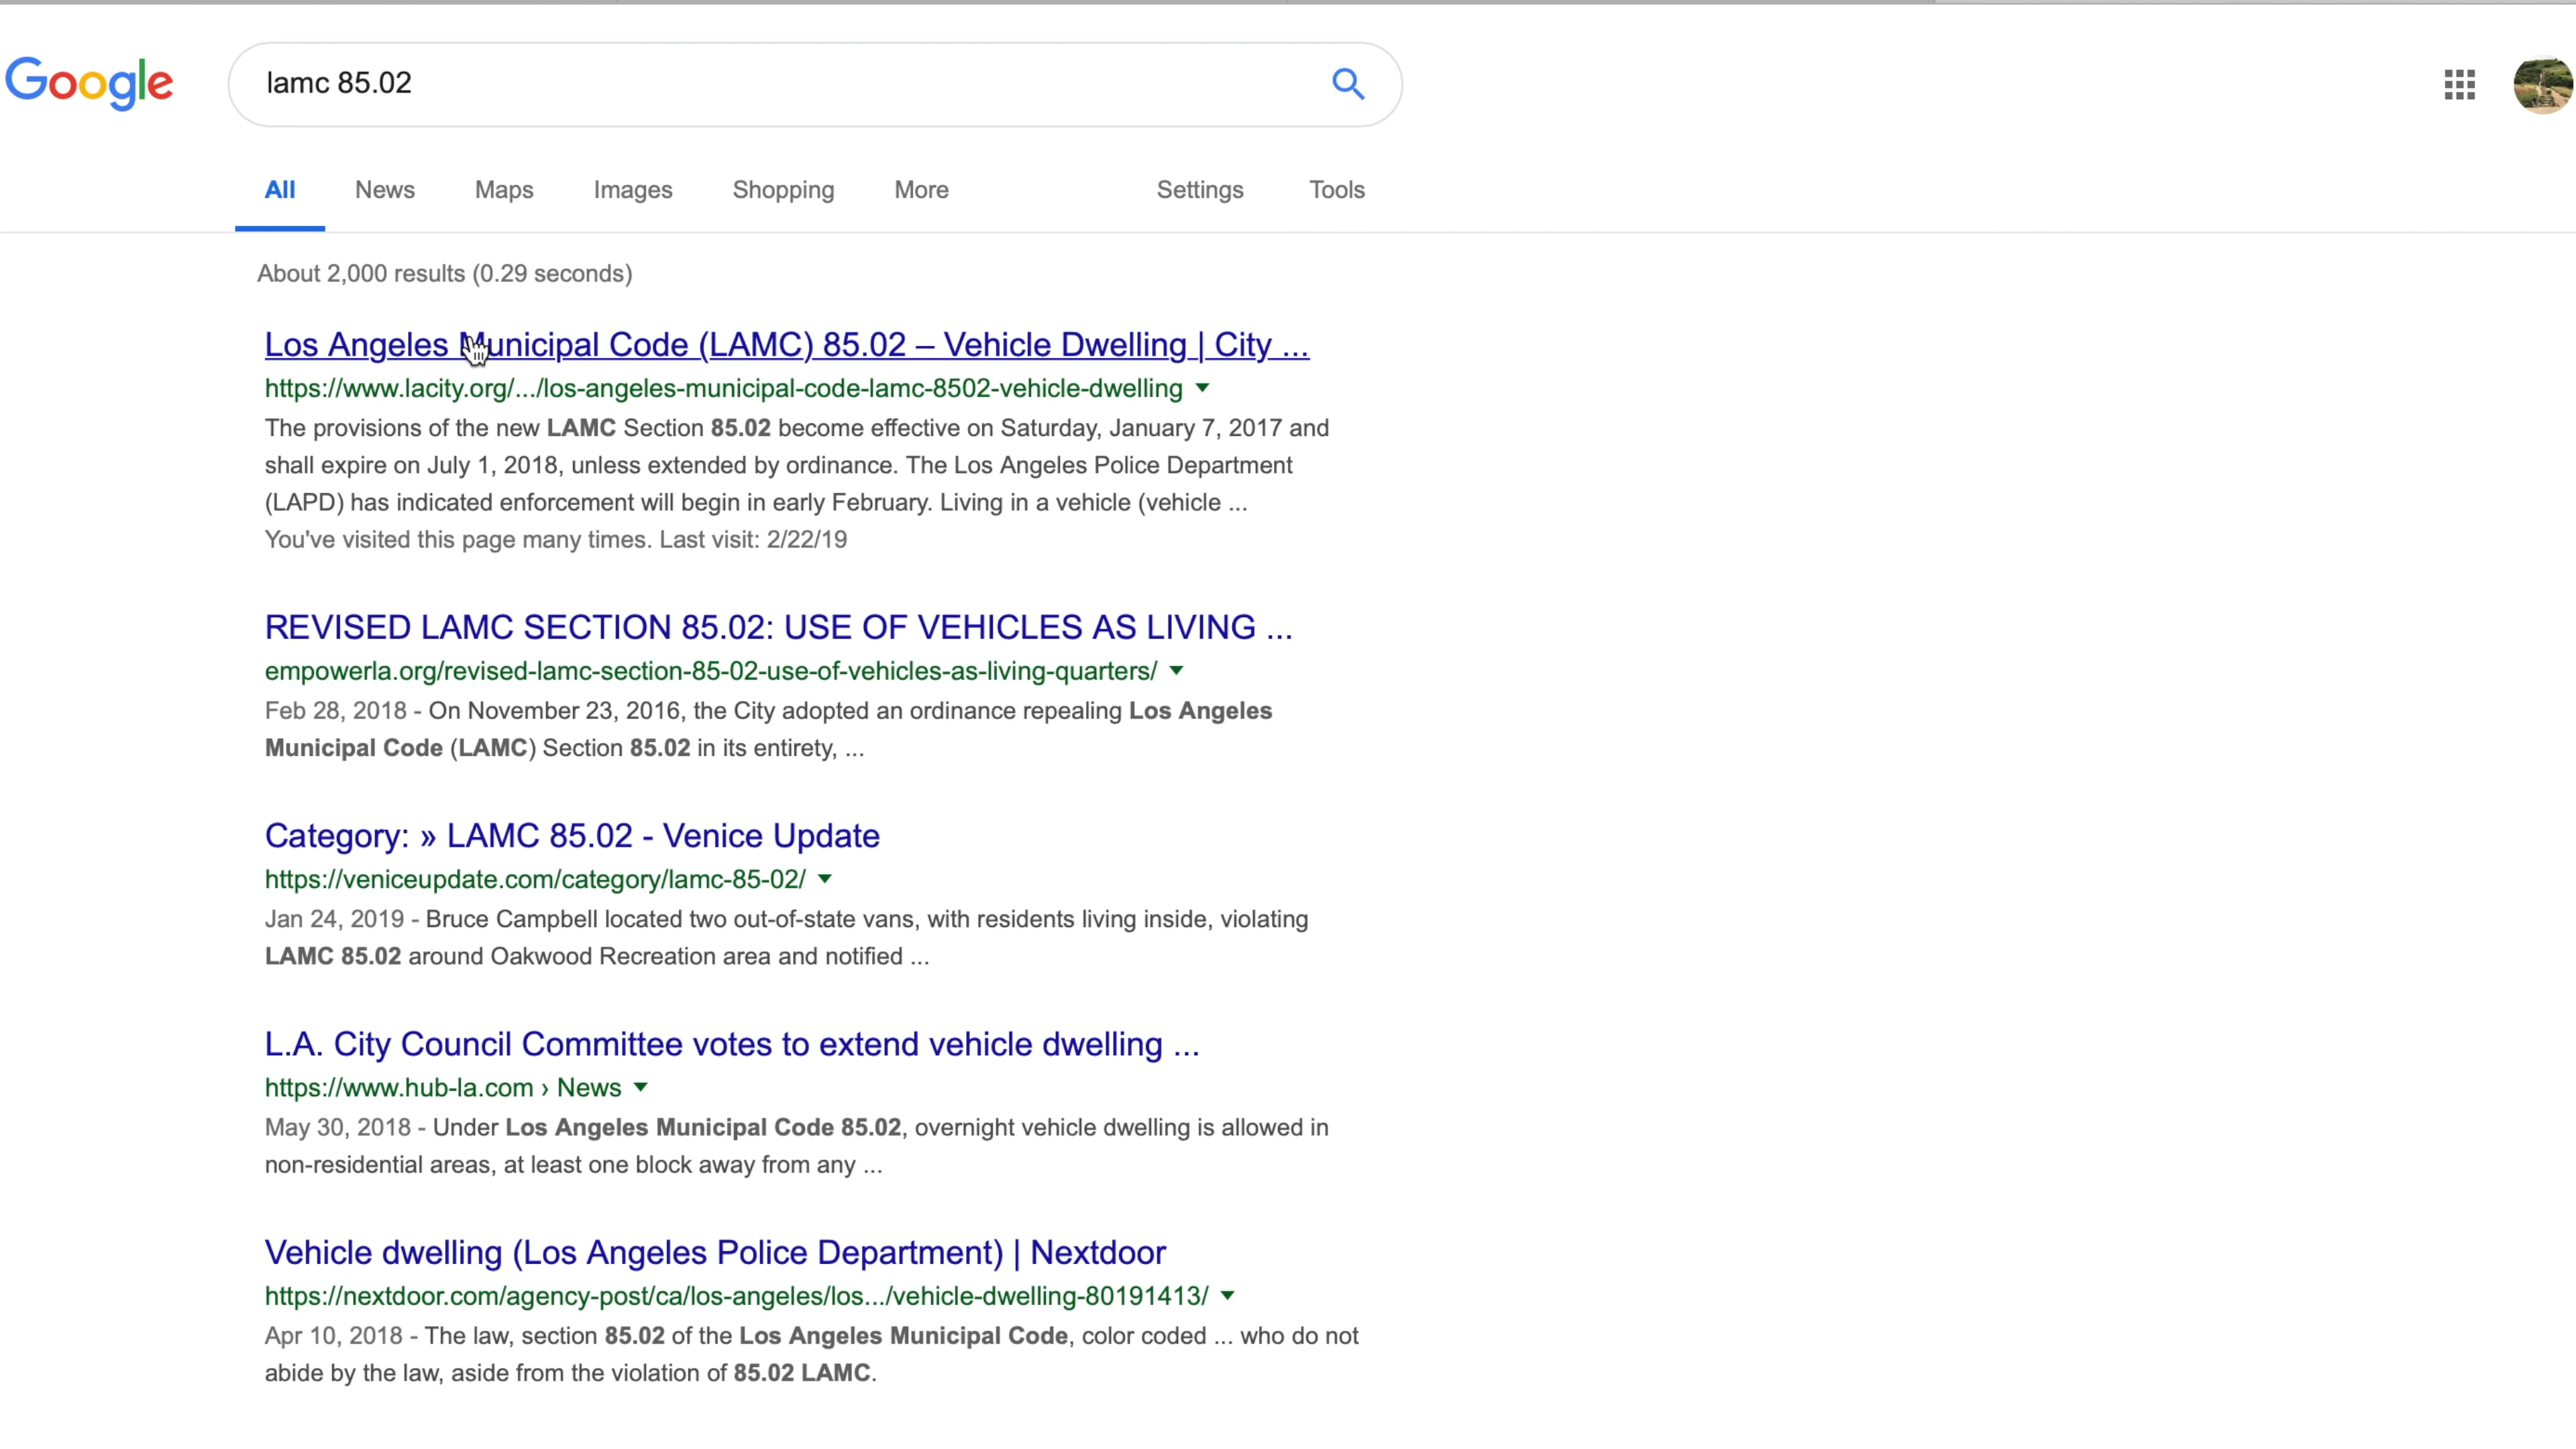 Google
lamc 85.02
All News Maps Images Shopping More Settings Tools
About 2,000 results (0.29 seconds)
Los Angeles Municipal Code (LAMC) 85.02 – Vehicle Dwelling | City ...
https://www.lacity.org/.../los-angeles-municipal-code-lamc-8502-vehicle-dwelling
The provisions of the new LAMC Section 85.02 become effective on Saturday, January 7, 2017 and
shall expire on July 1, 2018, unless extended by ordinance. The Los Angeles Police Department
(LAPD) has indicated enforcement will begin in early February. Living in a vehicle (vehicle ...
You've visited this page many times. Last visit: 2/22/19
REVISED LAMC SECTION 85.02: USE OF VEHICLES AS LIVING ...
empowerla.org/revised-lamc-section-85-02-use-of-vehicles-as-living-quarters/
Feb 28, 2018 - On November 23, 2016, the City adopted an ordinance repealing Los Angeles
Municipal Code (LAMC) Section 85.02 in its entirety, ...
Category: » LAMC 85.02 - Venice Update
https://veniceupdate.com/category/lamc-85-02/
Jan 24, 2019 - Bruce Campbell located two out-of-state vans, with residents living inside, violating
LAMC 85.02 around Oakwood Recreation area and notified ...
L.A. City Council Committee votes to extend vehicle dwelling ...
https://www.hub-la.com › News
May 30, 2018 - Under Los Angeles Municipal Code 85.02, overnight vehicle dwelling is allowed in
non-residential areas, at least one block away from any ...
Vehicle dwelling (Los Angeles Police Department) | Nextdoor
https://nextdoor.com/agency-post/ca/los-angeles/los.../vehicle-dwelling-80191413/
Apr 10, 2018 - The law, section 85.02 of the Los Angeles Municipal Code, color coded ... who do not
abide by the law, aside from the violation of 85.02 LAMC.